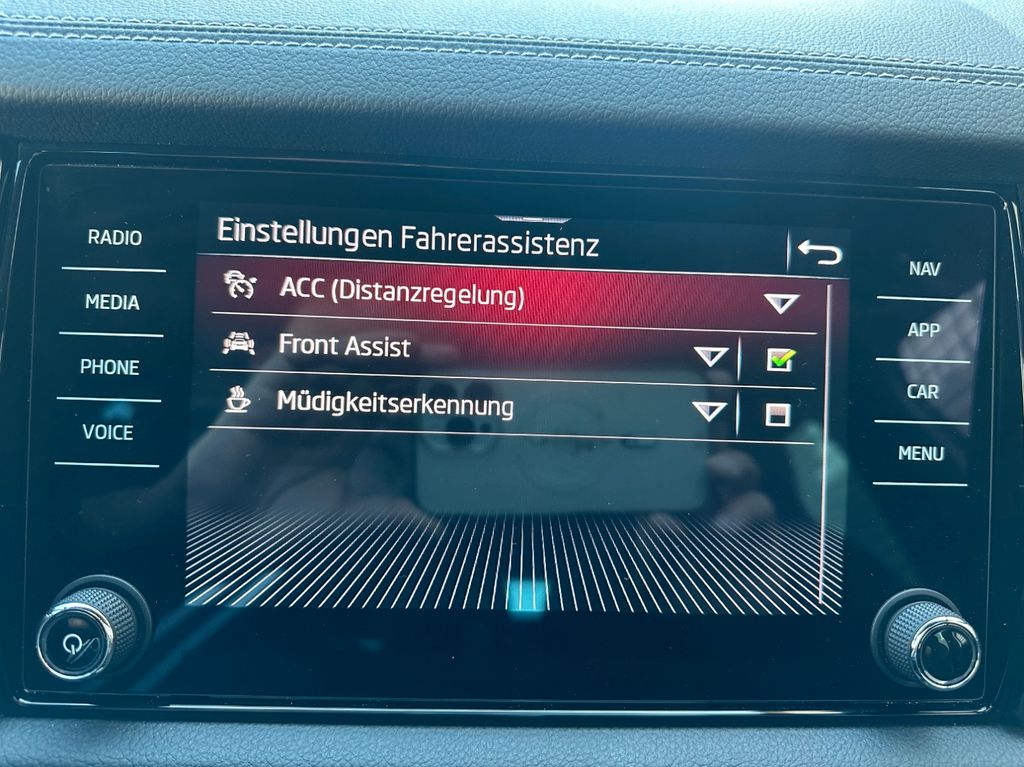 Einstellungen Fahrerassistenz
RADIO
MEDIA
PHONE
VOICE
ACC (Distanzregelung)
Front Assist
Müdigkeitserkennung
NAV
APP
CAR
MENU